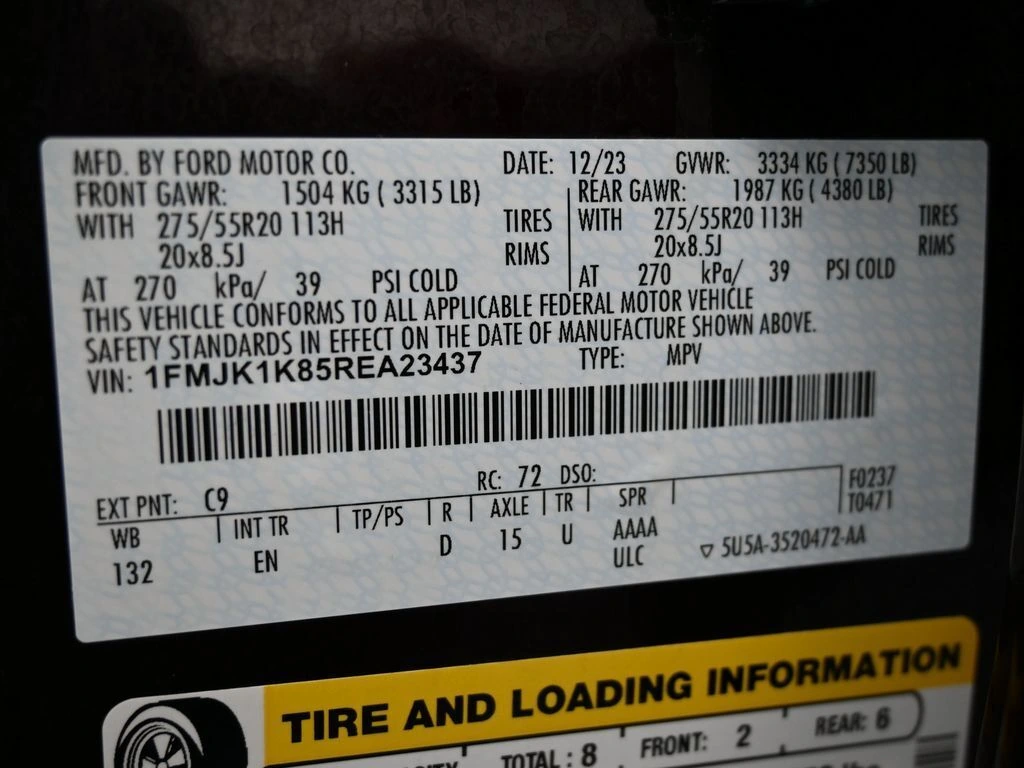 MFD. BY FORD MOTOR CO. DATE: 12/23 GVWR: 3334 KG ( 7350 LB)
FRONT GAWR: 1504 KG ( 3315 LB) REAR GAWR: 1987 KG ( 4380 LB)
WITH 275/55R20 113H TIRES WITH 275/55R20 113H TIRES
20x8.5J RIMS 20x8.5J RIMS
AT 270 kPa/ 39 PSI COLD AT 270 kPa/ 39 PSI COLD
THIS VEHICLE CONFORMS TO ALL APPLICABLE FEDERAL MOTOR VEHICLE
SAFETY STANDARDS IN EFFECT ON THE DATE OF MANUFACTURE SHOWN ABOVE.
VIN: 1FMJK1K85REA23437 TYPE: MPV
EXT PNT: C9 RC: 72 DSO: F0237
WB INT TR TP/PS R AXLE TR SPR T0471
132 EN D 15 U AAAA
ULC ▽ 5U5A-3520472-AA
TIRE AND LOADING INFORMATION
TOTAL : 8 FRONT: 2 REAR: 6